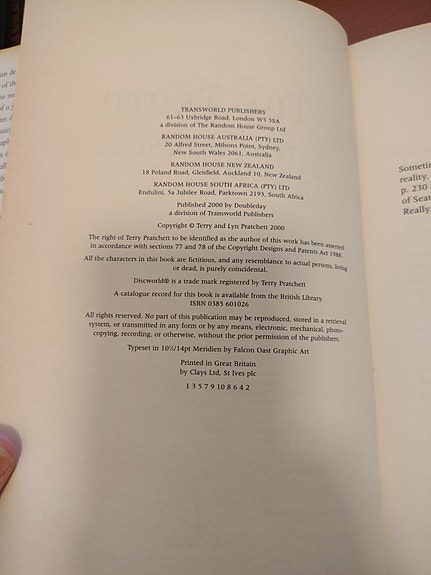 TRANSWORLD PUBLISHERS
61–63 Uxbridge Road, London W5 5SA
a division of The Random House Group Ltd
RANDOM HOUSE AUSTRALIA (PTY) LTD
20 Alfred Street, Milsons Point, Sydney,
New South Wales 2061, Australia
RANDOM HOUSE NEW ZEALAND
18 Poland Road, Glenfield, Auckland 10, New Zealand
RANDOM HOUSE SOUTH AFRICA (PTY) LTD
Endulini, 5a Jubilee Road, Parktown 2193, South Africa
Published 2000 by Doubleday
a division of Transworld Publishers
Copyright © Terry and Lyn Pratchett 2000
The right of Terry Pratchett to be identified as the author of this work has been asserted
in accordance with sections 77 and 78 of the Copyright Designs and Patents Act 1988.
All the characters in this book are fictitious, and any resemblance to actual persons, living
or dead, is purely coincidental.
Discworld® is a trade mark registered by Terry Pratchett
A catalogue record for this book is available from the British Library.
ISBN 0385 601026
All rights reserved. No part of this publication may be reproduced, stored in a retrieval
system, or transmitted in any form or by any means, electronic, mechanical, photo-
copying, recording, or otherwise, without the prior permission of the publishers.
Typeset in 10½/14pt Meridien by Falcon Oast Graphic Art
Printed in Great Britain
by Clays Ltd, St Ives plc
1 3 5 7 9 10 8 6 4 2
Sometin
reality.
p. 230
of Seat
Really.